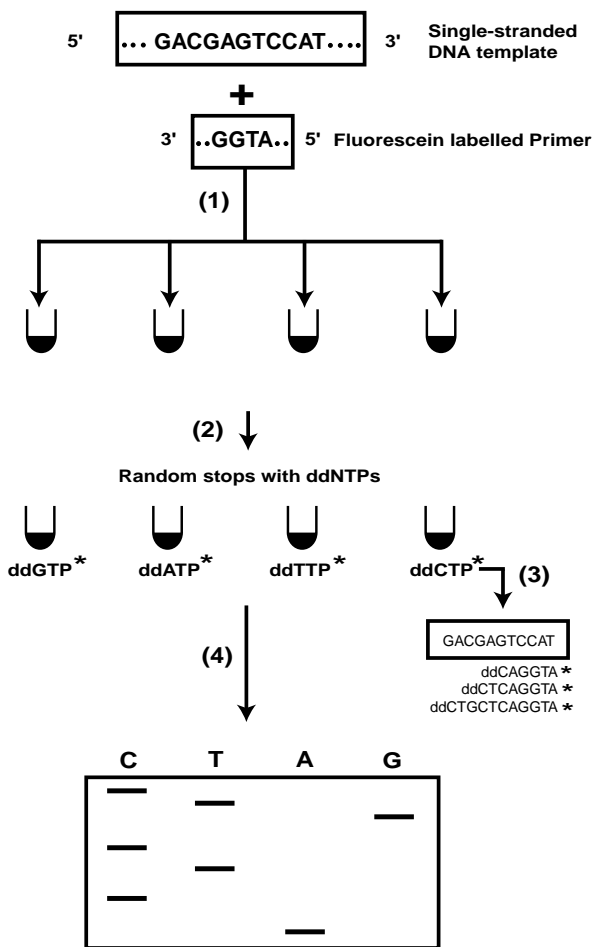 5' ... GACGAGTCCAT.... 3' Single-stranded
DNA template
+
3' ..GGTA.. 5' Fluorescein labelled Primer
(1)
(2)
Random stops with ddNTPs
ddGTP* ddATP* ddTTP* ddCTP* (3)
GACGAGTCCAT
ddCAGGTA*
ddCTCAGGTA*
ddCTGCTCAGGTA*
(4)
C T A G